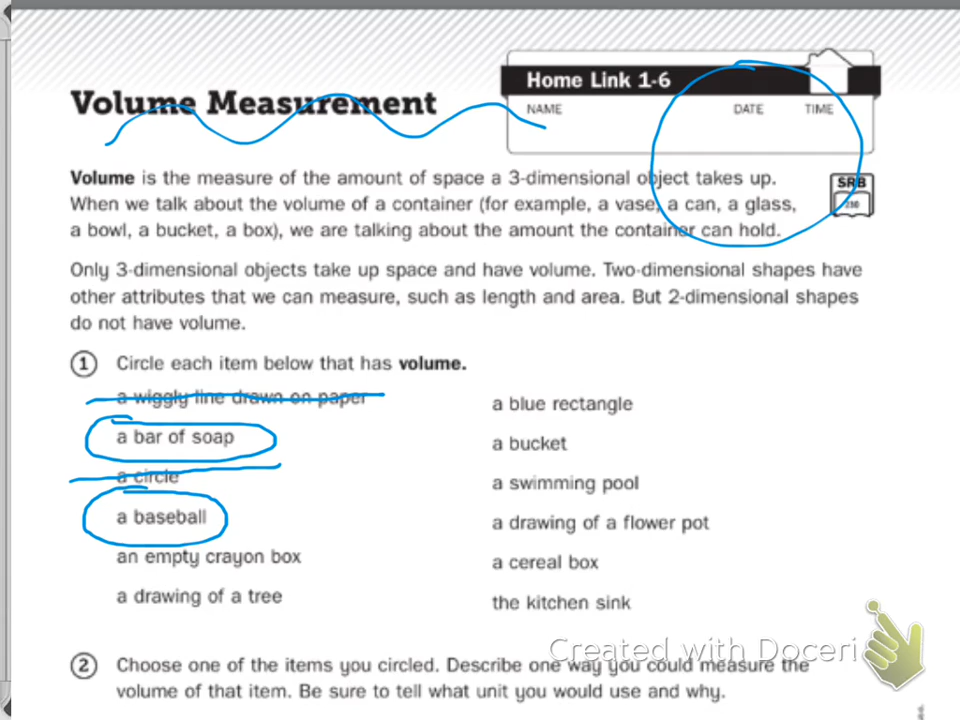 Home Link 1-6
Volume Measurement
NAME DATE TIME
Volume is the measure of the amount of space a 3-dimensional object takes up.
When we talk about the volume of a container (for example, a vase, a can, a glass,
a bowl, a bucket, a box), we are talking about the amount the container can hold.
SRB
230
Only 3-dimensional objects take up space and have volume. Two-dimensional shapes have
other attributes that we can measure, such as length and area. But 2-dimensional shapes
do not have volume.
1 Circle each item below that has volume.
a wiggly line drawn on paper
a bar of soap
a circle
a baseball
an empty crayon box
a drawing of a tree
a blue rectangle
a bucket
a swimming pool
a drawing of a flower pot
a cereal box
the kitchen sink
Created with Doceri
2 Choose one of the items you circled. Describe one way you could measure the
volume of that item. Be sure to tell what unit you would use and why.